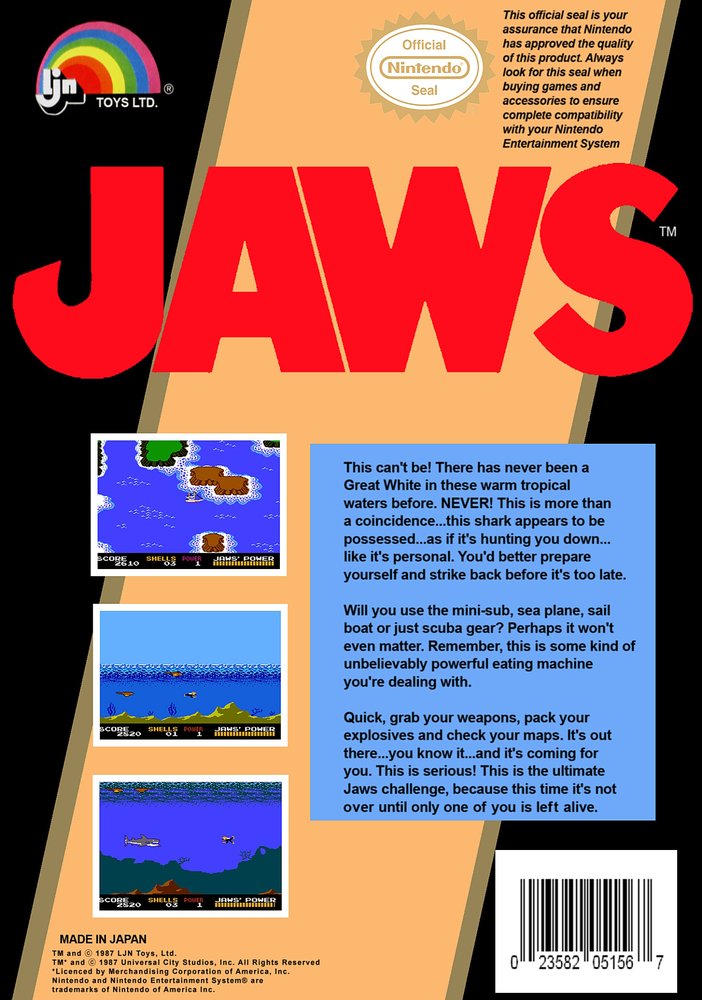 ljn
TOYS LTD. ®
Official
Nintendo
Seal
This official seal is your
assurance that Nintendo
has approved the quality
of this product. Always
look for this seal when
buying games and
accessories to ensure
complete compatibility
with your Nintendo
Entertainment System
JAWS TM
SCORE SHELLS POWER JAWS' POWER
2610 03 1
SCORE SHELLS POWER JAWS' POWER
2520 01 1
SCORE SHELLS POWER JAWS' POWER
2520 03 1
This can't be! There has never been a
Great White in these warm tropical
waters before. NEVER! This is more than
a coincidence...this shark appears to be
possessed...as if it's hunting you down...
like it's personal. You'd better prepare
yourself and strike back before it's too late.
Will you use the mini-sub, sea plane, sail
boat or just scuba gear? Perhaps it won't
even matter. Remember, this is some kind of
unbelievably powerful eating machine
you're dealing with.
Quick, grab your weapons, pack your
explosives and check your maps. It's out
there...you know it...and it's coming for
you. This is serious! This is the ultimate
Jaws challenge, because this time it's not
over until only one of you is left alive.
MADE IN JAPAN
TM and © 1987 LJN Toys, Ltd.
TM* and © 1987 Universal City Studios, Inc. All Rights Reserved
*Licenced by Merchandising Corporation of America, Inc.
Nintendo and Nintendo Entertainment System® are
trademarks of Nintendo of America Inc.
0 23582 05156 7